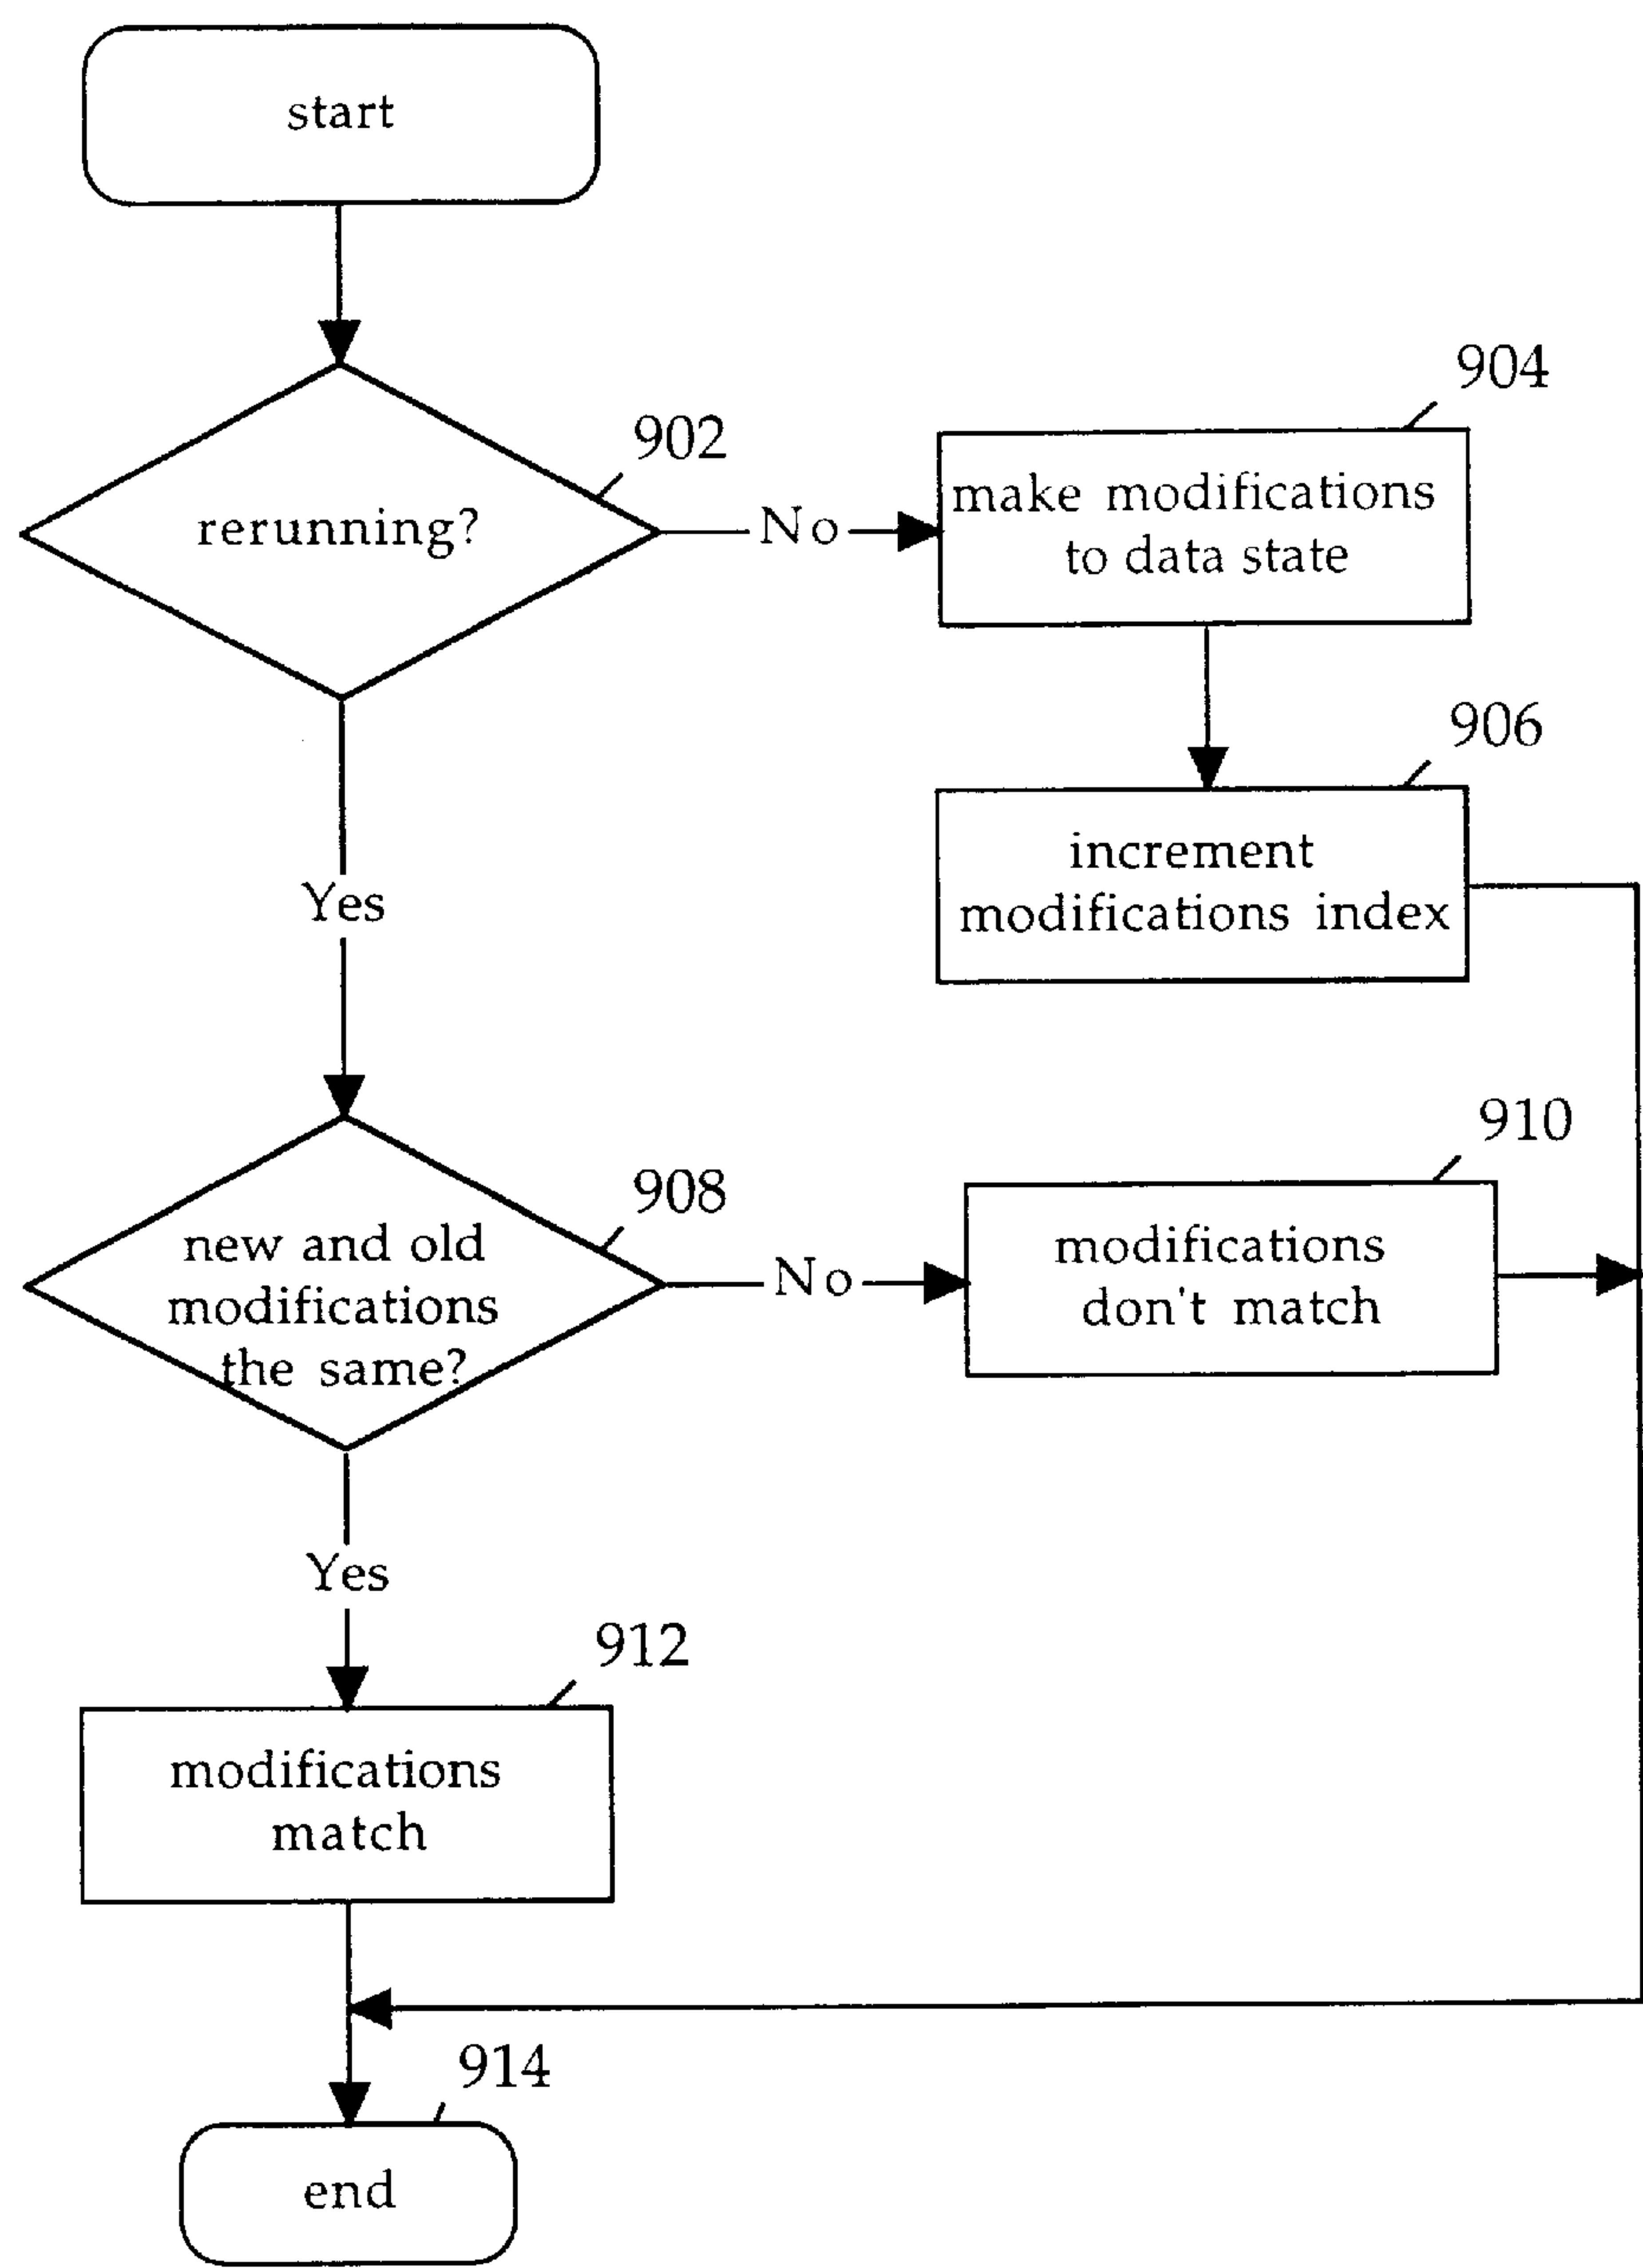 start
902
rerunning?
No
904
make modifications
to data state
906
increment
modifications index
Yes
908
new and old
modifications
the same?
No
910
modifications
don't match
Yes
912
modifications
match
914
end